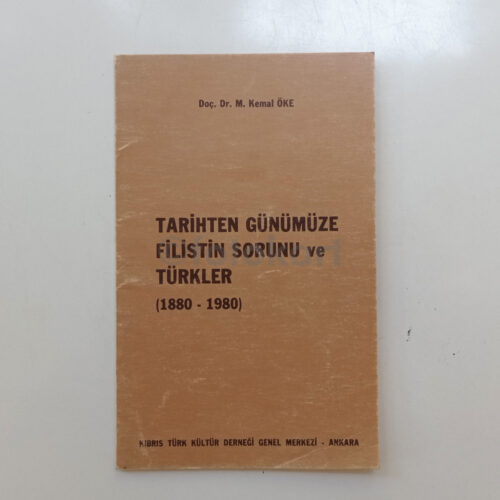 Doç. Dr. M. Kemal ÖKE
TARİHTEN GÜNÜMÜZE
FİLİSTİN SORUNU ve
TÜRKLER
(1880 - 1980)
KIBRIS TÜRK KÜLTÜR DERNEĞİ GENEL MERKEZİ - ANKARA